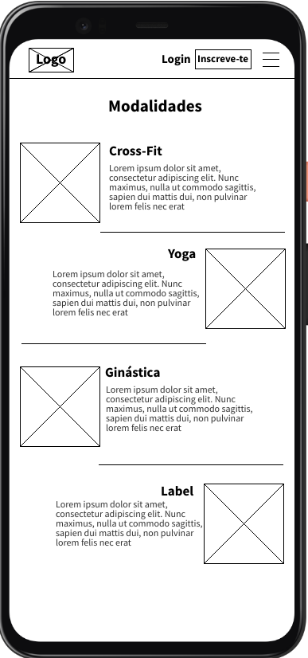 Logo
Login
Inscreve-te
Modalidades
Cross-Fit
Lorem ipsum dolor sit amet,
consectetur adipiscing elit. Nunc
maximus, nulla ut commodo sagittis,
sapien dui mattis dui, non pulvinar
lorem felis nec erat
Yoga
Lorem ipsum dolor sit amet,
consectetur adipiscing elit. Nunc
maximus, nulla ut commodo sagittis,
sapien dui mattis dui, non pulvinar
lorem felis nec erat
Ginástica
Lorem ipsum dolor sit amet,
consectetur adipiscing elit. Nunc
maximus, nulla ut commodo sagittis,
sapien dui mattis dui, non pulvinar
lorem felis nec erat
Label
Lorem ipsum dolor sit amet,
consectetur adipiscing elit. Nunc
maximus, nulla ut commodo sagittis,
sapien dui mattis dui, non pulvinar
lorem felis nec erat